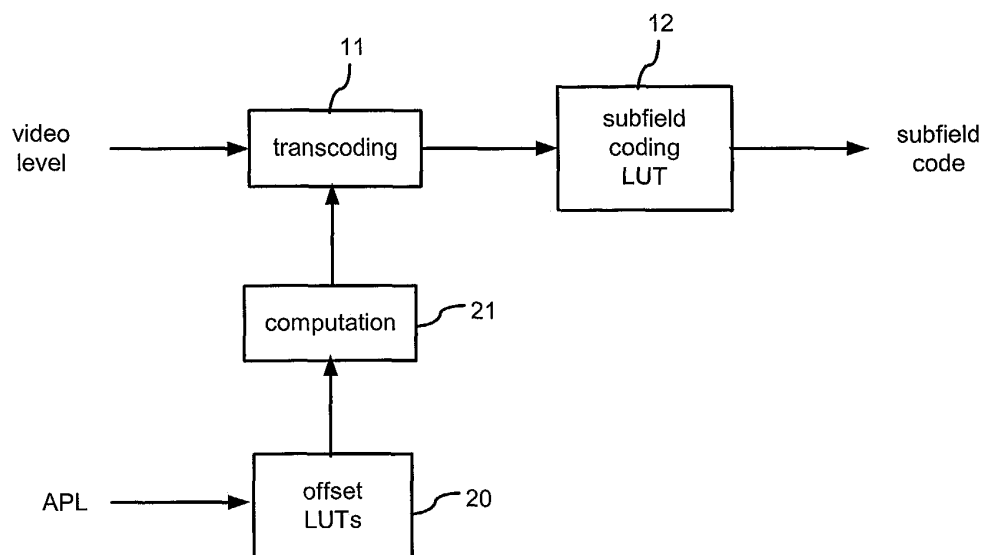 11
12
video
level
transcoding
subfield
coding
LUT
subfield
code
computation
21
APL
offset
LUTs
20